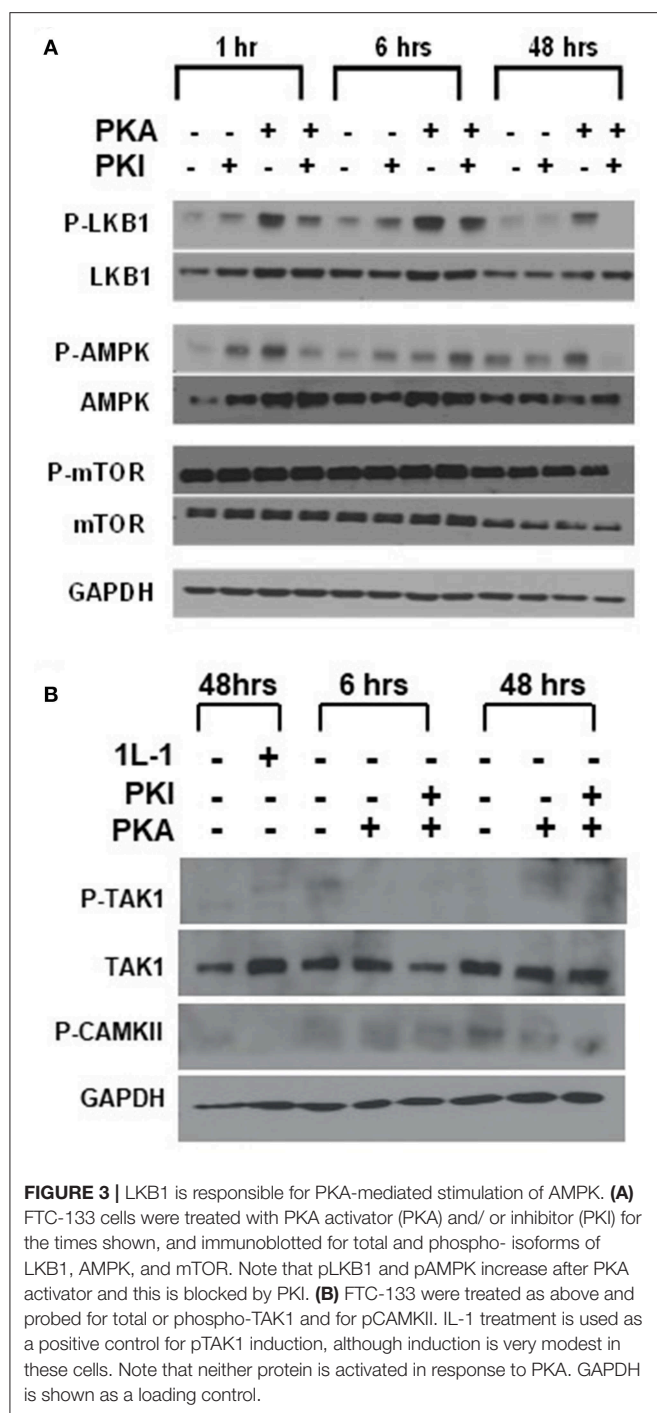 A
1 hr 6 hrs 48 hrs
PKA - - + + - - + + - - + +
PKI - + - + - + - + - + - +
P-LKB1
LKB1
P-AMPK
AMPK
P-mTOR
mTOR
GAPDH
B
48hrs 6 hrs 48 hrs
1L-1 - + - - - - - -
PKI - - - - + - - +
PKA - - - + + - + +
P-TAK1
TAK1
P-CAMKII
GAPDH
FIGURE 3 | LKB1 is responsible for PKA-mediated stimulation of AMPK. (A)
FTC-133 cells were treated with PKA activator (PKA) and/ or inhibitor (PKI) for
the times shown, and immunoblotted for total and phospho- isoforms of
LKB1, AMPK, and mTOR. Note that pLKB1 and pAMPK increase after PKA
activator and this is blocked by PKI. (B) FTC-133 were treated as above and
probed for total or phospho-TAK1 and for pCAMKII. IL-1 treatment is used as
a positive control for pTAK1 induction, although induction is very modest in
these cells. Note that neither protein is activated in response to PKA. GAPDH
is shown as a loading control.